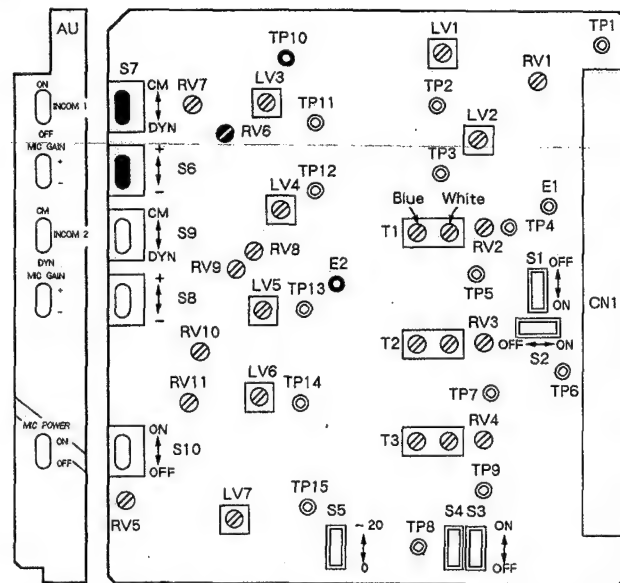 AU
ON
INCOM 1
OFF
MIC GAIN
+
-
CM
INCOM 2
DYN
MIC GAIN
+
-
MIC POWER
ON
OFF
S7
CM
DYN
RV7
LV3
TP10
TP11
RV6
LV1
TP2
TP1
RV1
LV2
+
S6
-
TP12
LV4
TP3
Blue
White
T1
RV2
TP4
E1
CM
S9
DYN
RV8
RV9
E2
TP5
S1
OFF
ON
CN1
+
S8
-
LV5
TP13
RV10
T2
RV3
OFF
ON
S2
TP6
RV11
LV6
TP14
TP7
T3
RV4
ON
S10
OFF
RV5
LV7
TP15
TP9
S5
-20
0
TP8
S4
S3
ON
OFF